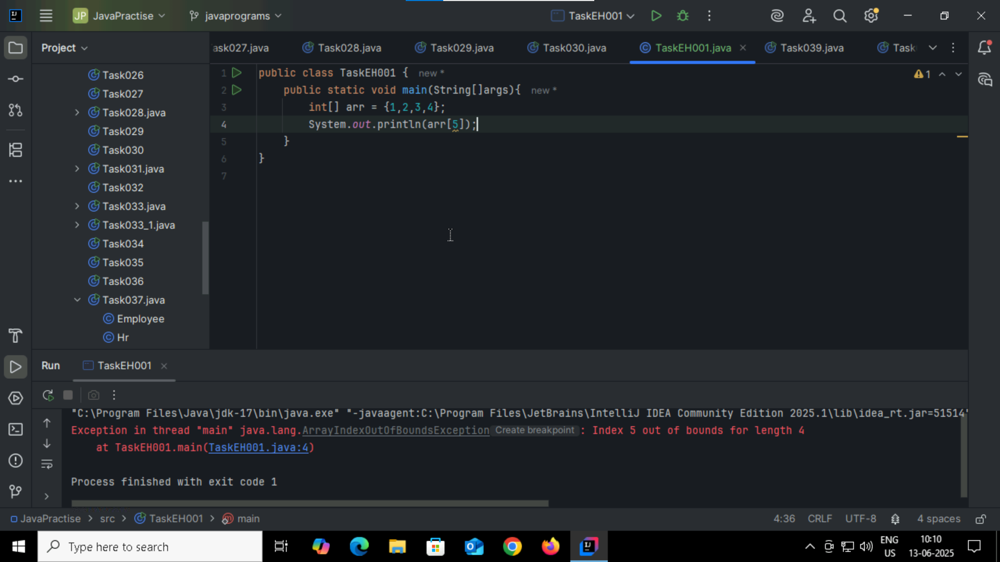 JP JavaPractise javaprograms TaskEH001
Project
ask027.java Task028.java Task029.java Task030.java TaskEH001.java Task039.java Task
Task026
Task027
Task028.java
Task029
Task030
Task031.java
Task032
Task033.java
Task033_1.java
Task034
Task035
Task036
Task037.java
Employee
Hr
1 public class TaskEH001 { new *
2 public static void main(String[]args){ new *
3 int[] arr = {1,2,3,4};
4 System.out.println(arr[5]);
5 }
6 }
7
1
Run TaskEH001
"C:\Program Files\Java\jdk-17\bin\java.exe" "-javaagent:C:\Program Files\JetBrains\IntelliJ IDEA Community Edition 2025.1\lib\idea_rt.jar=51514"
Exception in thread "main" java.lang.ArrayIndexOutOfBoundsException Create breakpoint : Index 5 out of bounds for length 4
at TaskEH001.main(TaskEH001.java:4)
Process finished with exit code 1
JavaPractise > src > TaskEH001 > main 4:36 CRLF UTF-8 4 spaces
Type here to search
ENG
US
10:10
13-06-2025